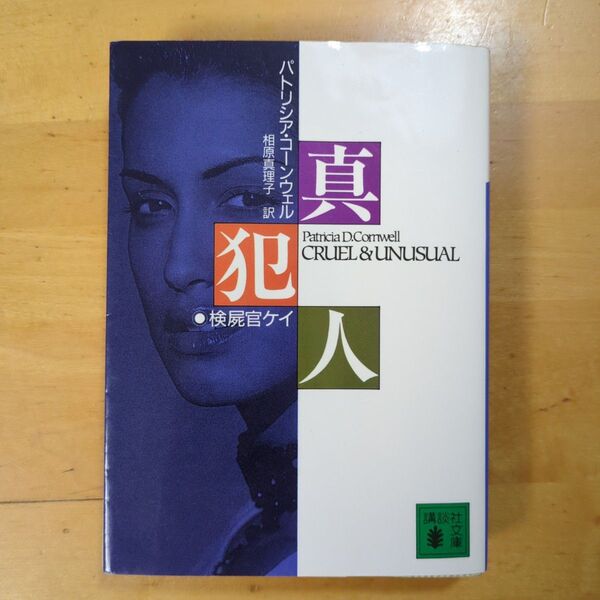 パトリシア・コーンウェル
相原真理子 訳
真犯人
Patricia D.Cornwell
CRUEL & UNUSUAL
検屍官ケイ
講談社
文庫